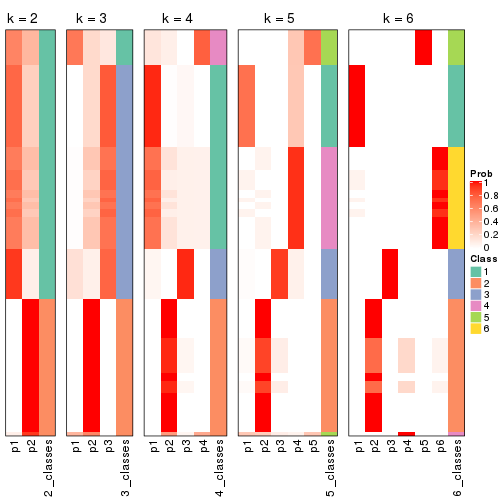 k = 2
k = 3
k = 4
k = 5
k = 6
Prob
1
0.8
0.6
0.4
0.2
0
Class
1
2
3
4
5
6
p1
p2
2_classes
p1
p2
p3
3_classes
p1
p2
p3
p4
4_classes
p1
p2
p3
p4
p5
5_classes
p1
p2
p3
p4
p5
p6
6_classes